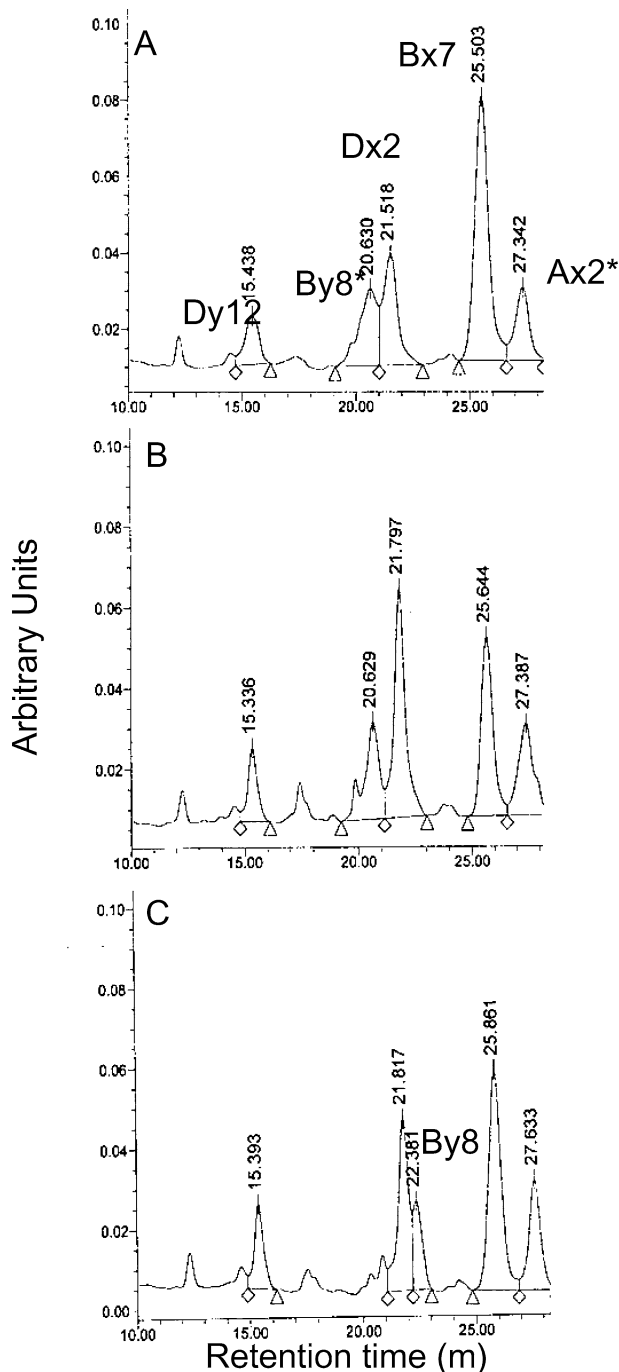 A
0.10
0.08
0.06
0.04
0.02
Dy12
15.438
By8*
20.630
Dx2
21.518
Bx7
25.503
27.342
Ax2*
10.00 15.00 20.00 25.00
B
0.10
0.08
0.06
0.04
0.02
15.336
20.629
21.797
25.644
27.387
10.00 15.00 20.00 25.00
Arbitrary Units
C
0.10
0.08
0.06
0.04
0.02
0.00
15.393
21.817
22.381
By8
25.861
27.633
10.00 15.00 20.00 25.00
Retention time (m)